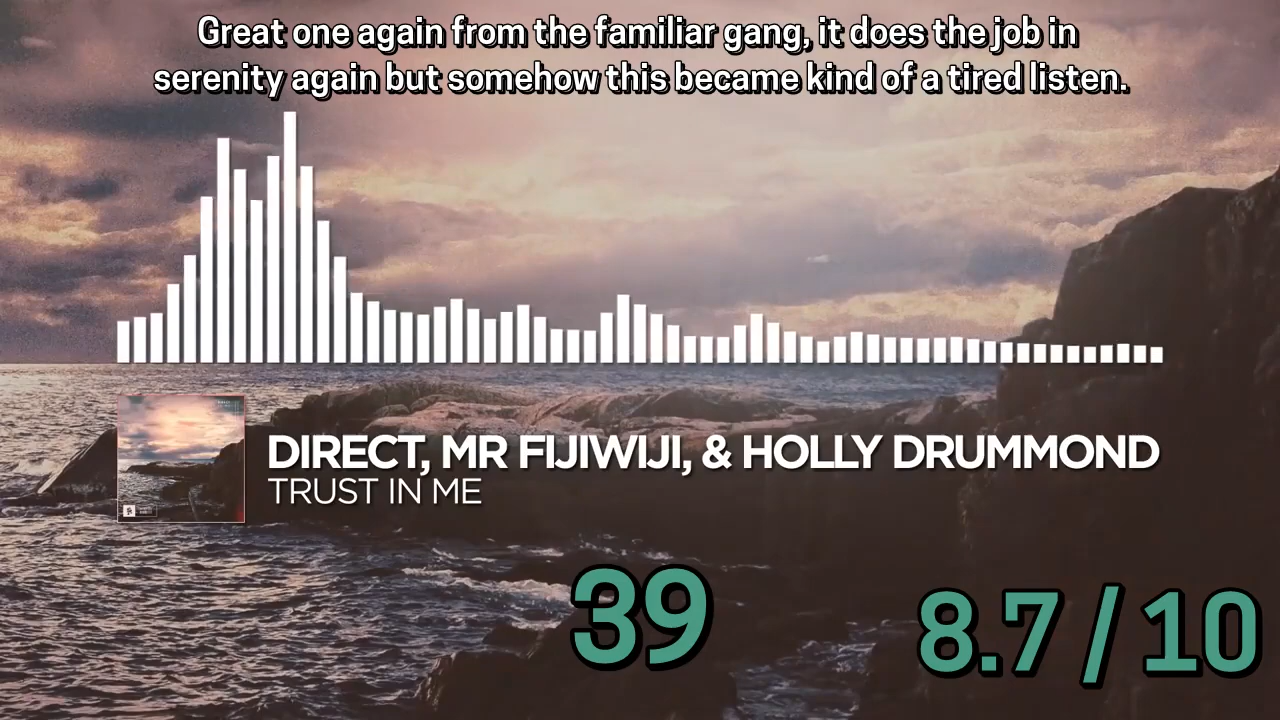 Great one again from the familiar gang, it does the job in
serenity again but somehow this became kind of a tired listen.
DIRECT, MR FIJIWIJI, & HOLLY DRUMMOND
TRUST IN ME
39
8.7 / 10